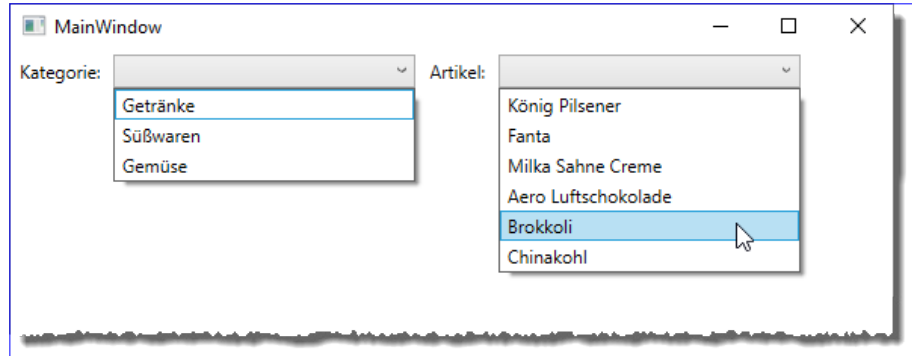 MainWindow
Kategorie:
Getränke
Süßwaren
Gemüse
Artikel:
König Pilsener
Fanta
Milka Sahne Creme
Aero Luftschokolade
Brokkoli
Chinakohl